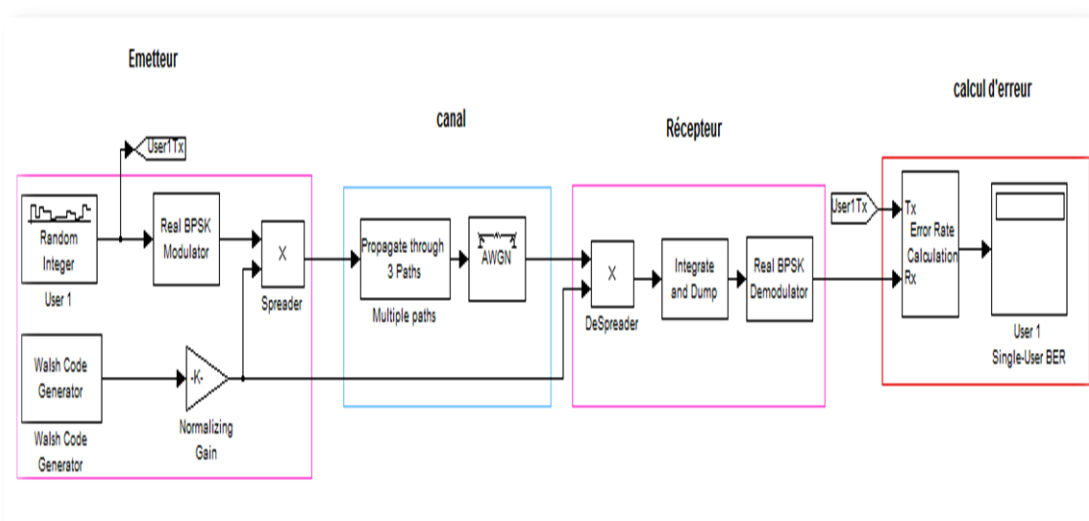 Emetteur
canal
Récepteur
calcul d'erreur
User1Tx
Random
Integer
User 1
Real BPSK
Modulator
X
Spreader
Walsh Code
Generator
Walsh Code
Generator
-K-
Normalizing
Gain
Propagate through
3 Paths
Multiple paths
AWGN
X
DeSpreader
Integrate
and Dump
Real BPSK
Demodulator
User1Tx
Tx
Error Rate
Calculation
Rx
User 1
Single-User BER